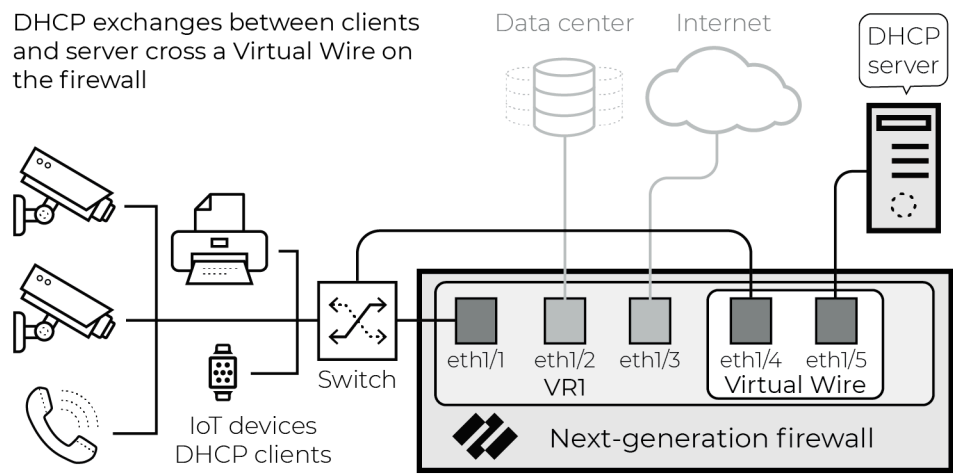 DHCP exchanges between clients
and server cross a Virtual Wire on
the firewall
Data center
Internet
DHCP
server
eth1/1
eth1/2
eth1/3
eth1/4
eth1/5
VR1
Virtual Wire
Switch
IoT devices
DHCP clients
Next-generation firewall